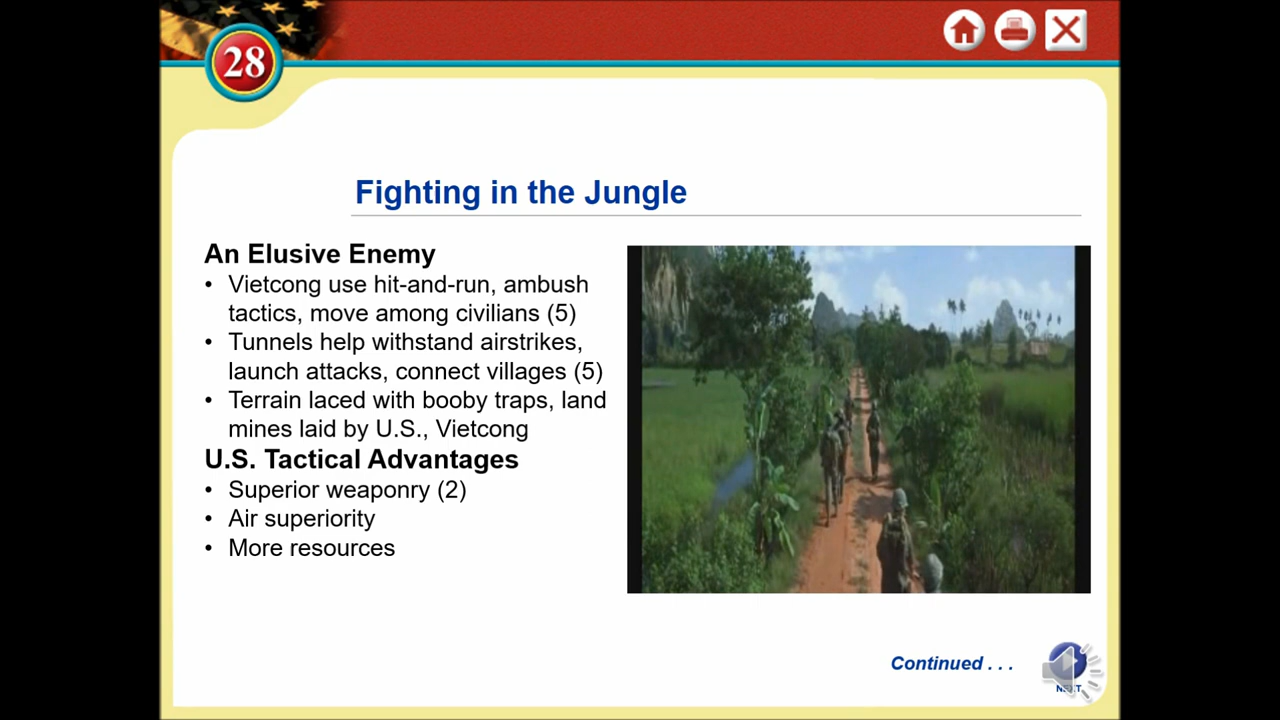 28
Fighting in the Jungle
An Elusive Enemy
• Vietcong use hit-and-run, ambush
tactics, move among civilians (5)
• Tunnels help withstand airstrikes,
launch attacks, connect villages (5)
• Terrain laced with booby traps, land
mines laid by U.S., Vietcong
U.S. Tactical Advantages
• Superior weaponry (2)
• Air superiority
• More resources
Continued . . .
NEXT